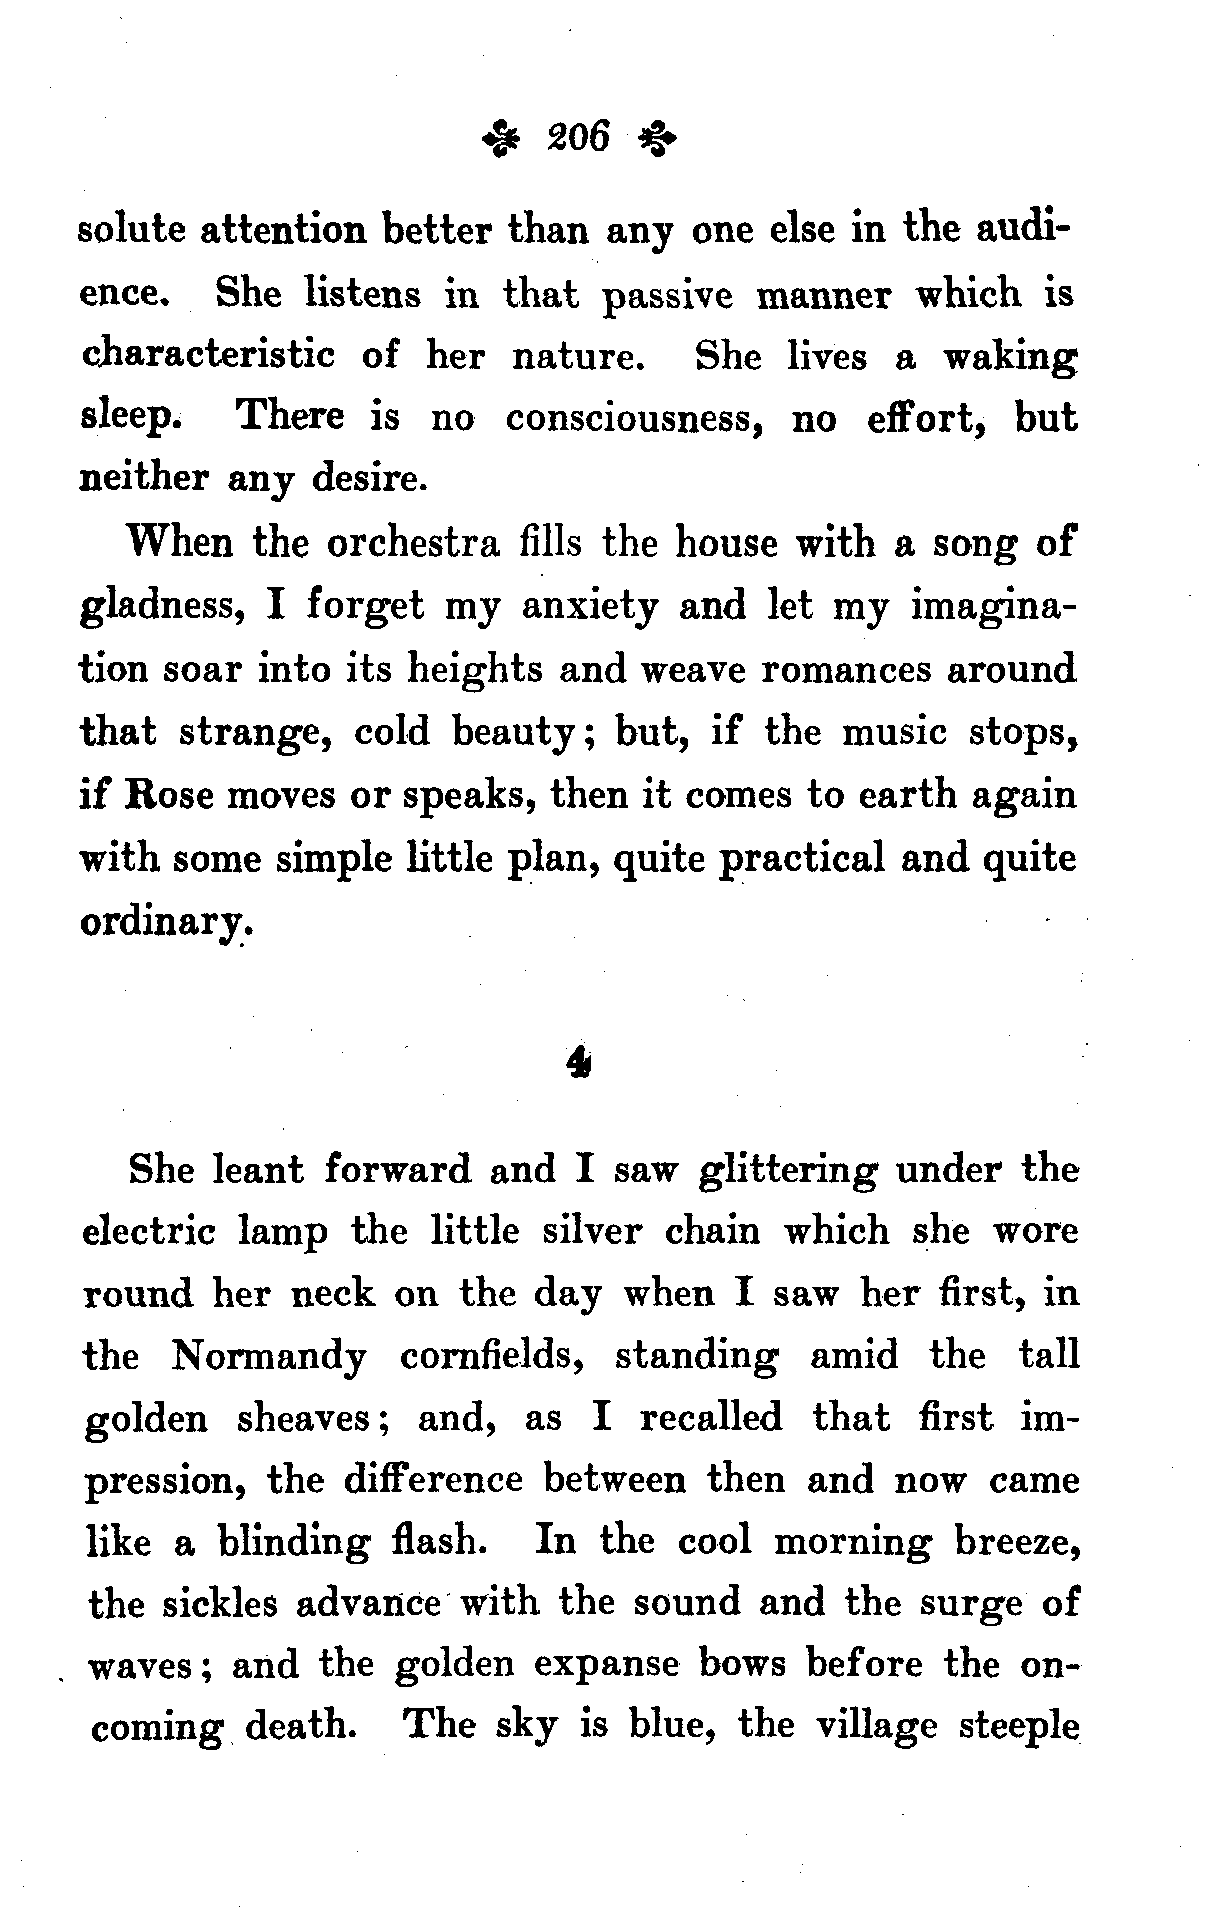 206
solute attention better than any one else in the audi-
ence. She listens in that passive manner which is
characteristic of her nature. She lives a waking
sleep. There is no consciousness, no effort, but
neither any desire.
When the orchestra fills the house with a song of
gladness, I forget my anxiety and let my imagina-
tion soar into its heights and weave romances around
that strange, cold beauty; but, if the music stops,
if Rose moves or speaks, then it comes to earth again
with some simple little plan, quite practical and quite
ordinary.
4
She leant forward and I saw glittering under the
electric lamp the little silver chain which she wore
round her neck on the day when I saw her first, in
the Normandy cornfields, standing amid the tall
golden sheaves; and, as I recalled that first im-
pression, the difference between then and now came
like a blinding flash. In the cool morning breeze,
the sickles advance with the sound and the surge of
waves; and the golden expanse bows before the on-
coming death. The sky is blue, the village steeple